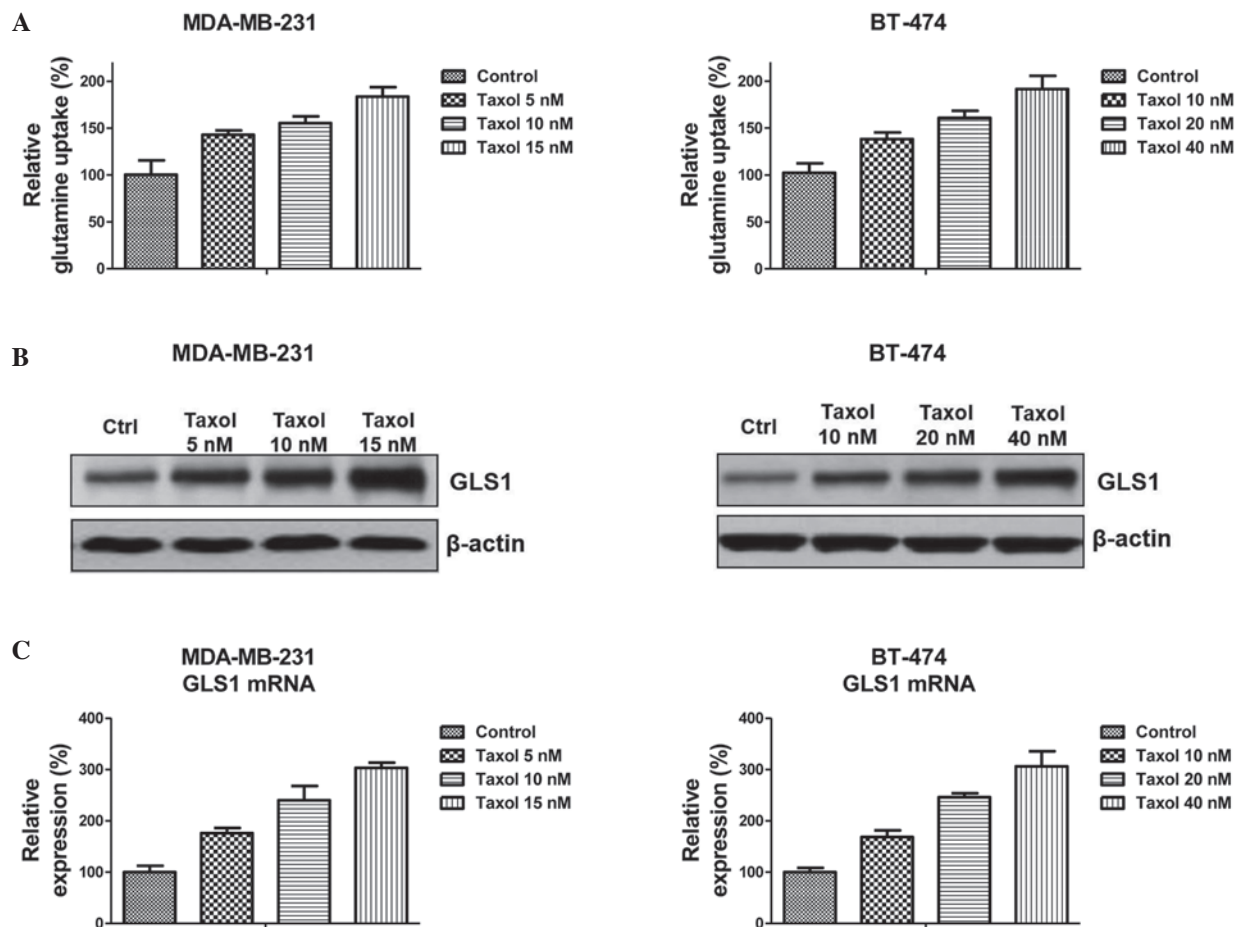 A
MDA-MB-231
Relative
glutamine uptake (%)
200
150
100
50
0
Control
Taxol 5 nM
Taxol 10 nM
Taxol 15 nM
BT-474
Relative
glutamine uptake (%)
200
150
100
50
0
Control
Taxol 10 nM
Taxol 20 nM
Taxol 40 nM
B
MDA-MB-231
Ctrl
Taxol
5 nM
Taxol
10 nM
Taxol
15 nM
GLS1
β-actin
BT-474
Ctrl
Taxol
10 nM
Taxol
20 nM
Taxol
40 nM
GLS1
β-actin
C
MDA-MB-231
GLS1 mRNA
Relative
expression (%)
400
300
200
100
0
Control
Taxol 5 nM
Taxol 10 nM
Taxol 15 nM
BT-474
GLS1 mRNA
Relative
expression (%)
400
300
200
100
0
Control
Taxol 10 nM
Taxol 20 nM
Taxol 40 nM